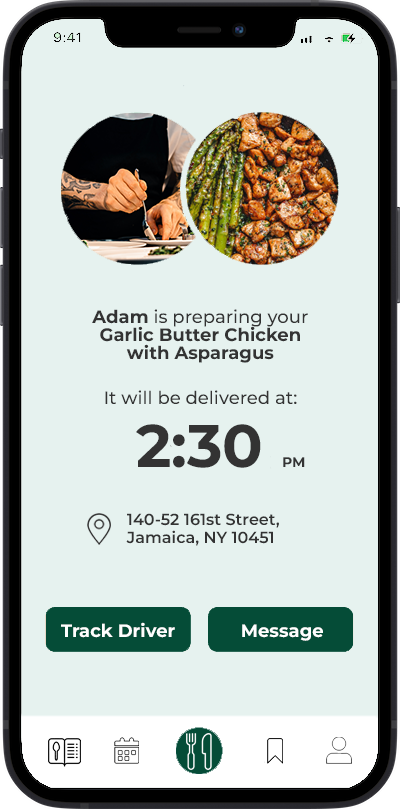 9:41
Adam is preparing your
Garlic Butter Chicken
with Asparagus
It will be delivered at:
2:30 PM
140-52 161st Street,
Jamaica, NY 10451
Track Driver
Message